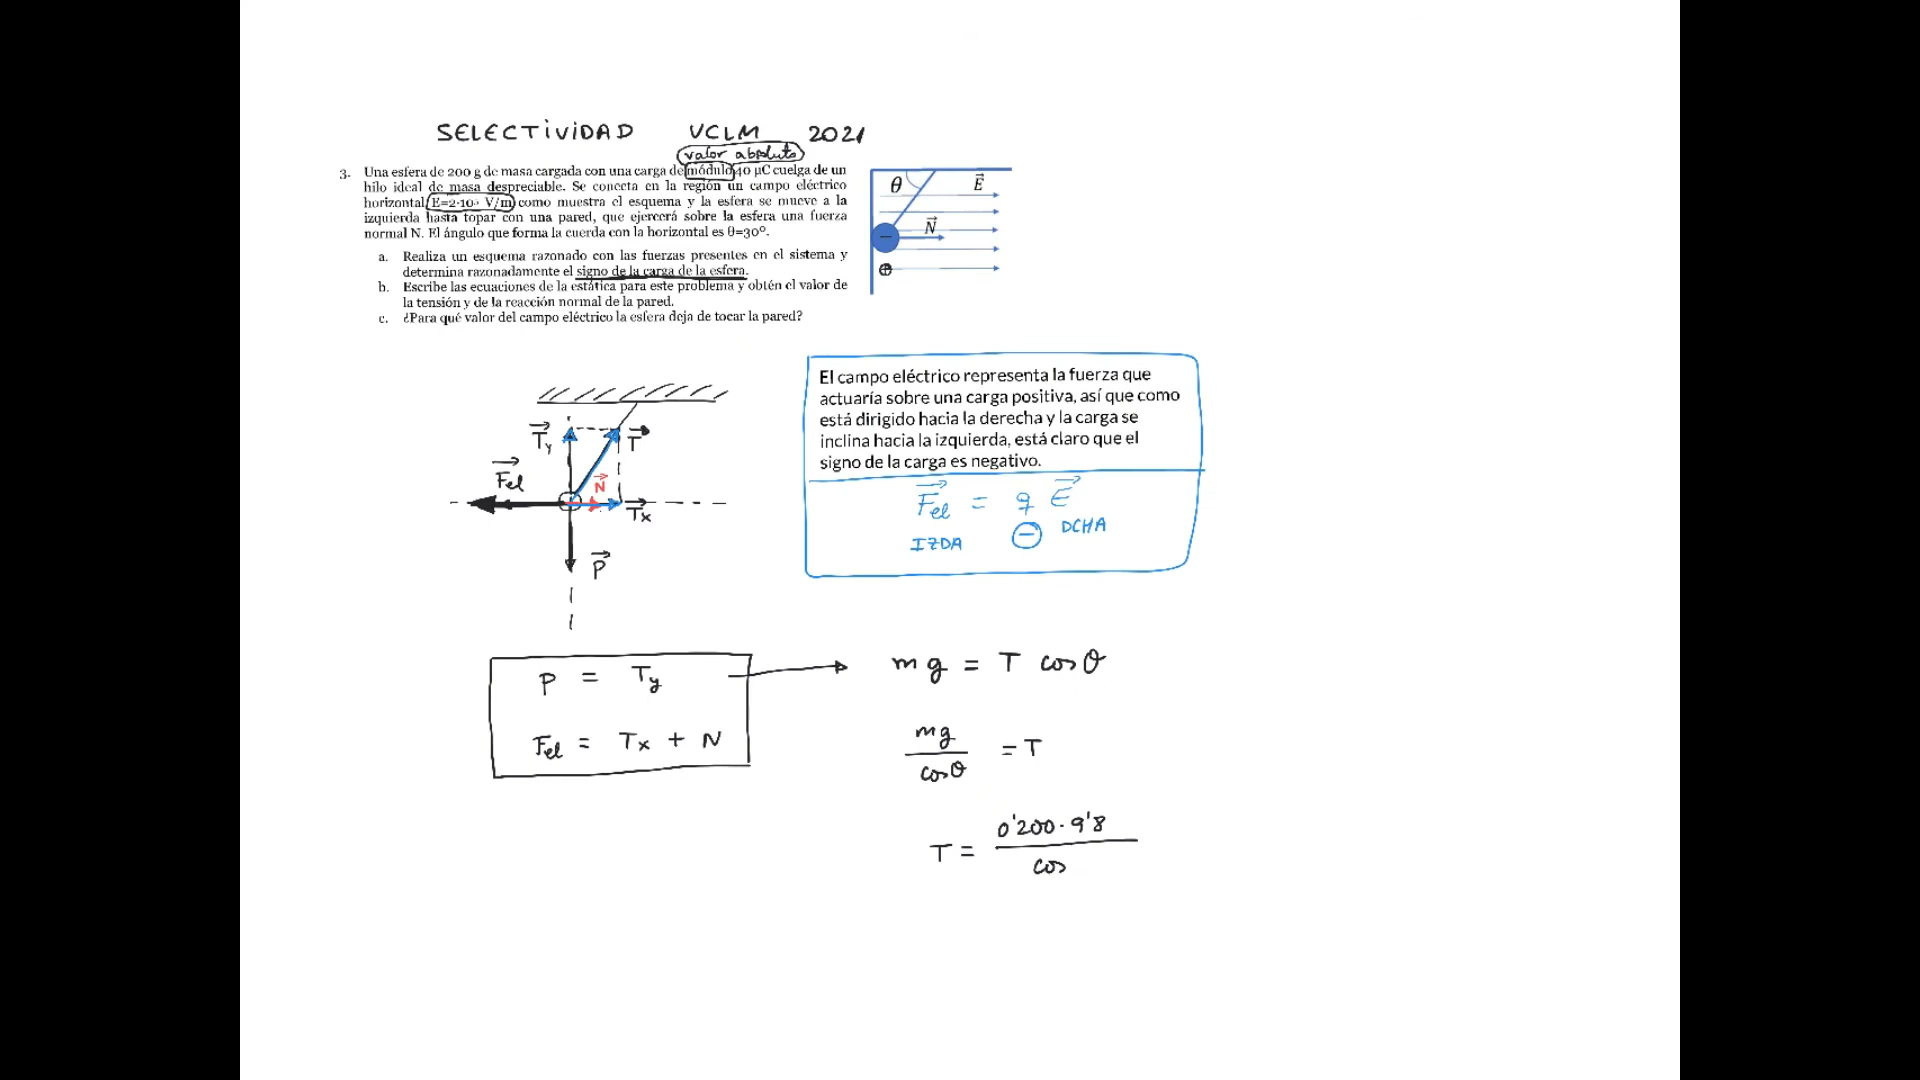 SELECTIVIDAD UCLM 2021
valor absoluto
3. Una esfera de 200 g de masa cargada con una carga de módulo 40 µC cuelga de un
hilo ideal de masa despreciable. Se conecta en la región un campo eléctrico
horizontal como muestra el esquema y la esfera se mueve a la
izquierda hasta topar con una pared, que ejercerá sobre la esfera una fuerza
normal N. El ángulo que forma la cuerda con la horizontal es θ=30º.
a. Realiza un esquema razonado con las fuerzas presentes en el sistema y
determina razonadamente el signo de la carga de la esfera.
b. Escribe las ecuaciones de la estática para este problema y obtén el valor de
la tensión y de la reacción normal de la pared.
c. ¿Para qué valor del campo eléctrico la esfera deja de tocar la pared?
θ E⃗
N⃗
−
⊕
El campo eléctrico representa la fuerza que
actuaría sobre una carga positiva, así que como
está dirigido hacia la derecha y la carga se
inclina hacia la izquierda, está claro que el
signo de la carga es negativo.
F⃗el = q E⃗
IZDA ⊖ DCHA
T⃗y T⃗
F⃗el N⃗
T⃗x
P⃗
P = Ty
Fel = Tx + N
mg = T cosθ
mg/cosθ = T
T = 0'200·9'8/cos